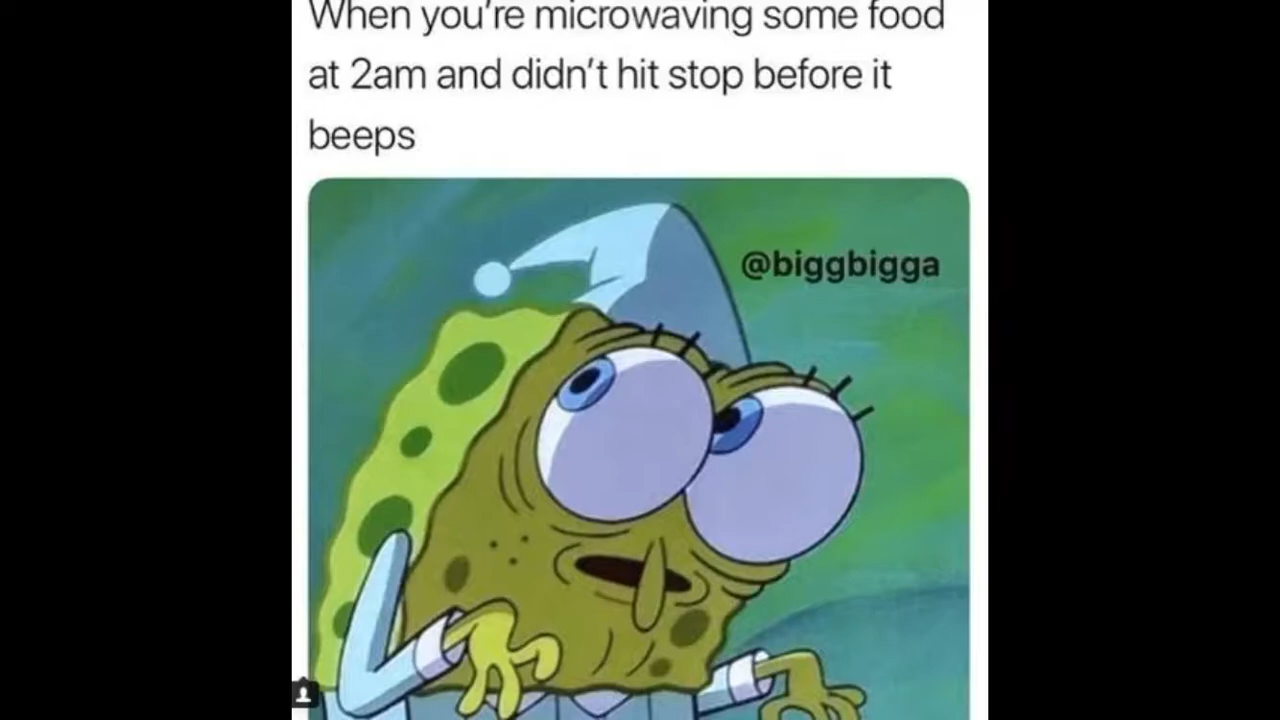 When you’re microwaving some food
at 2am and didn’t hit stop before it
beeps
@biggbigga